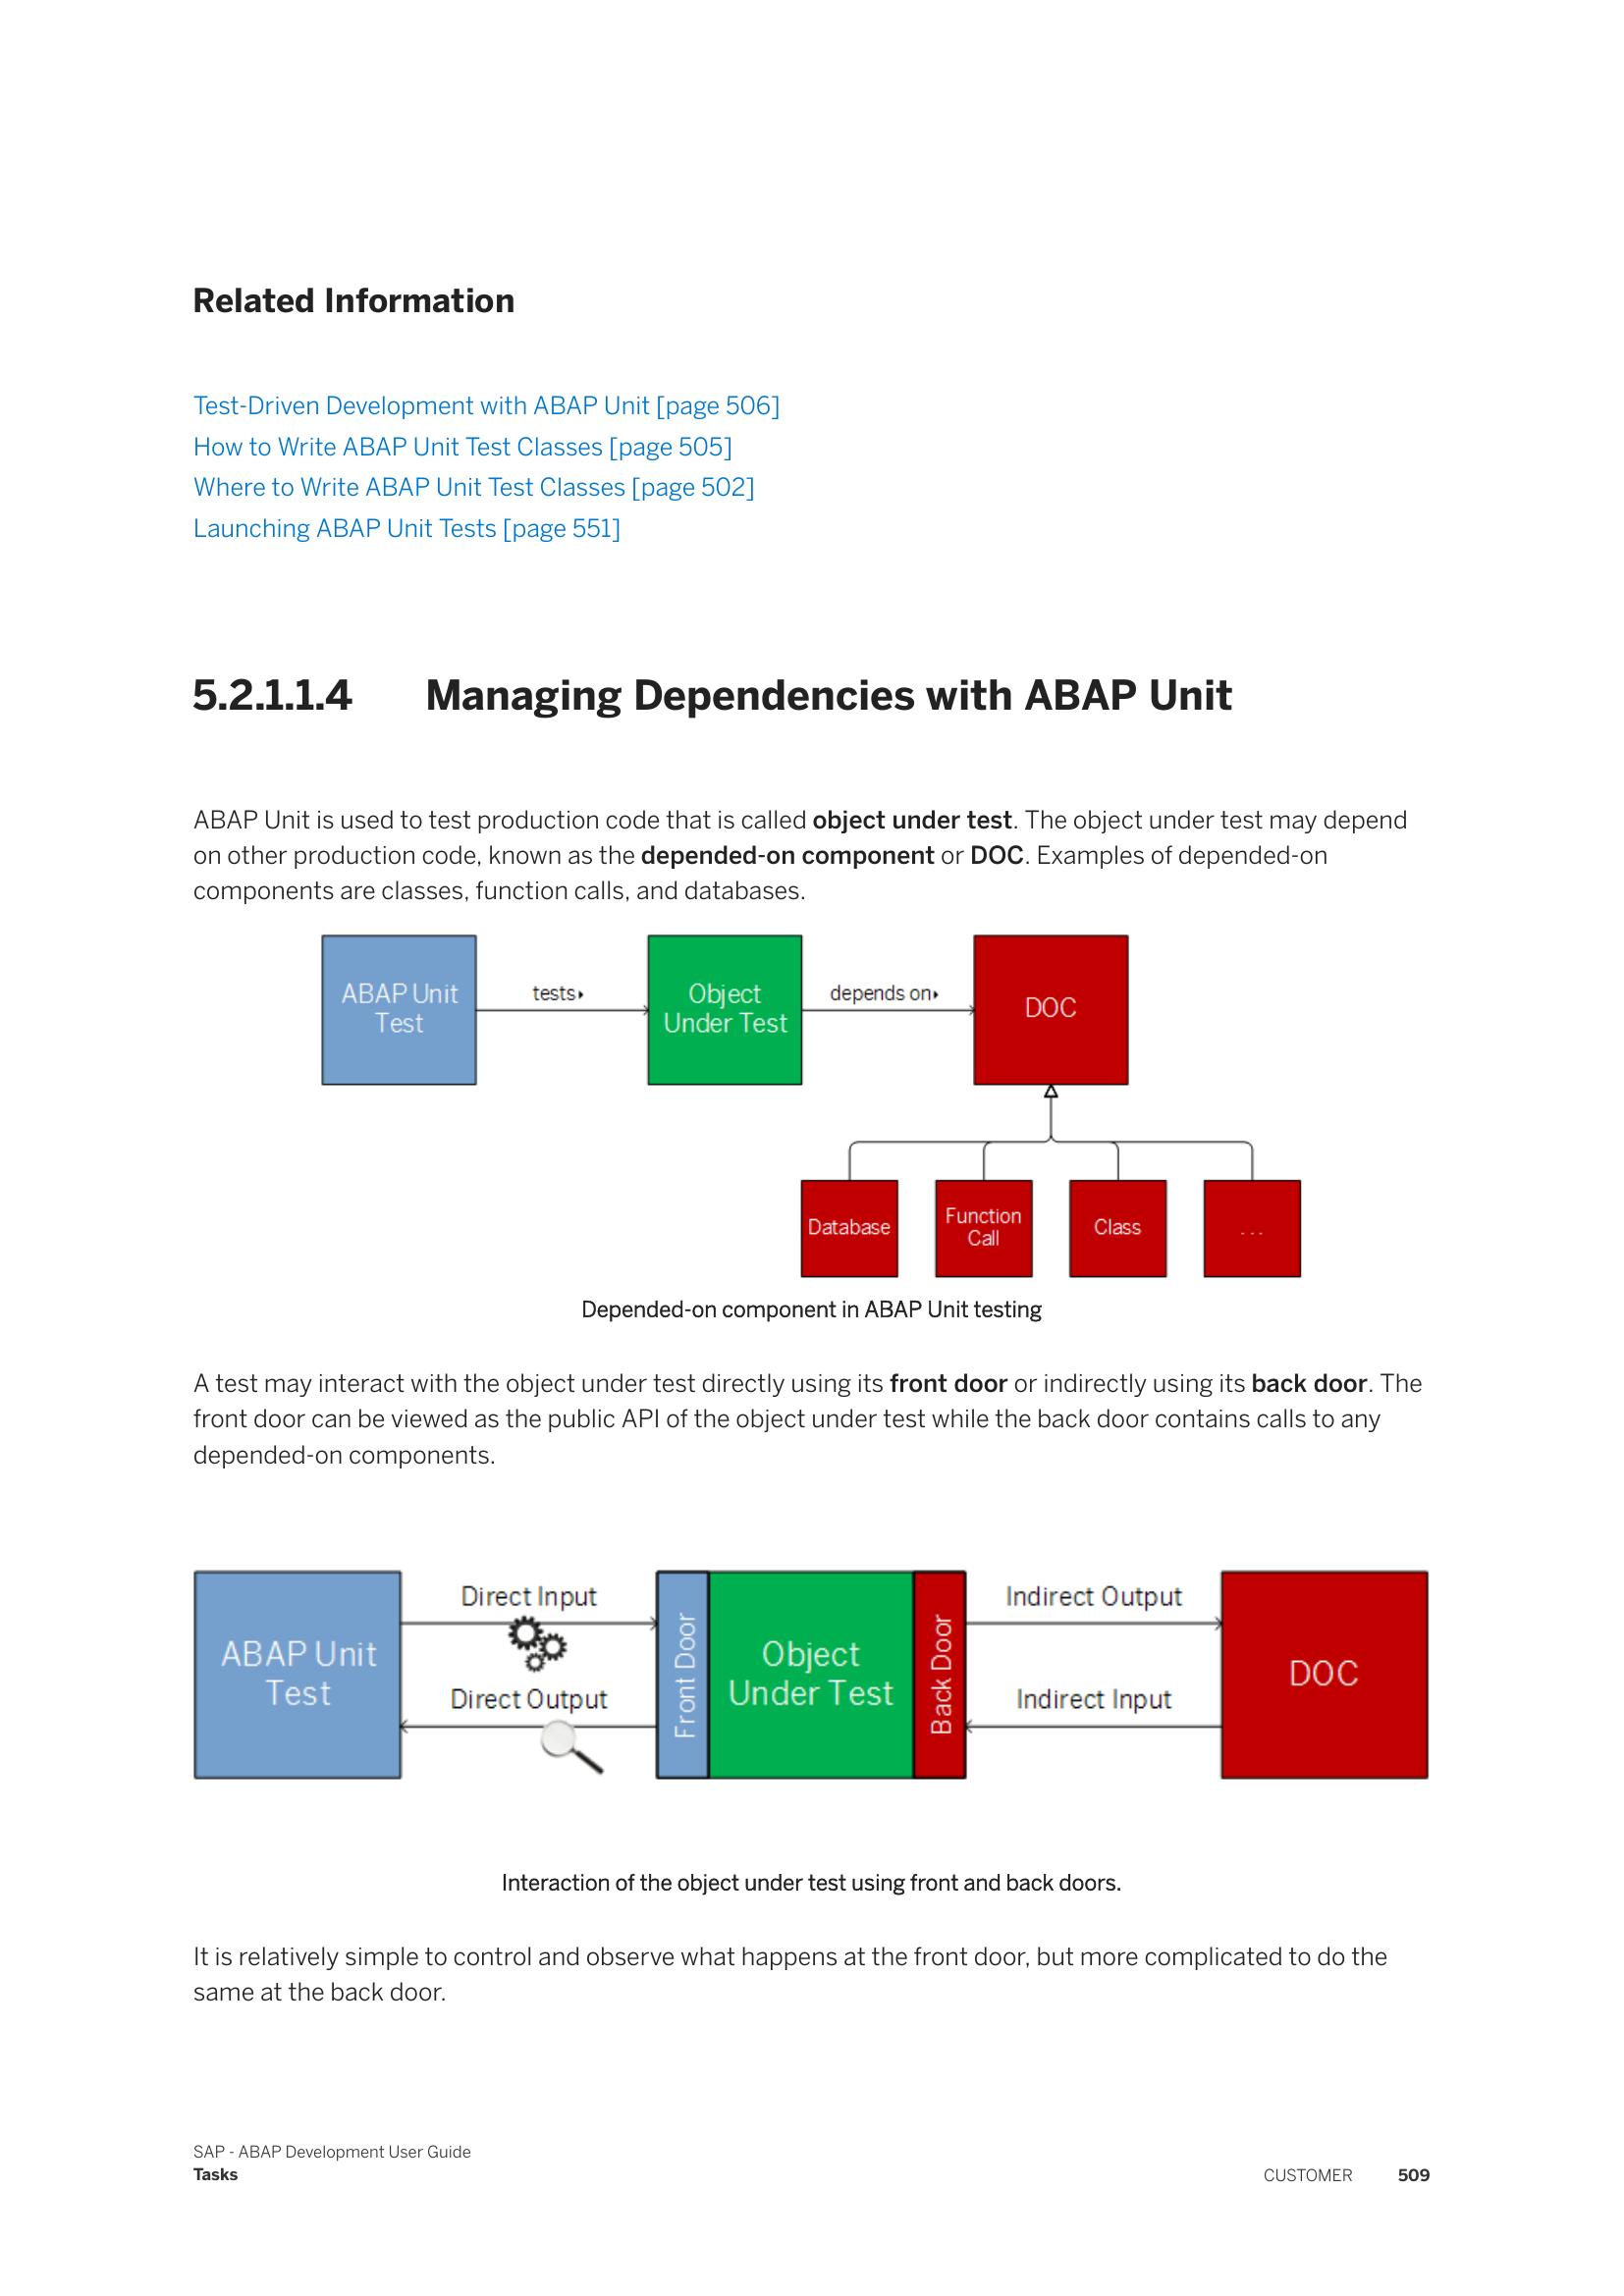 Related Information
Test-Driven Development with ABAP Unit [page 506]
How to Write ABAP Unit Test Classes [page 505]
Where to Write ABAP Unit Test Classes [page 502]
Launching ABAP Unit Tests [page 551]
5.2.1.1.4 Managing Dependencies with ABAP Unit
ABAP Unit is used to test production code that is called object under test. The object under test may depend
on other production code, known as the depended-on component or DOC. Examples of depended-on
components are classes, function calls, and databases.
ABAP Unit
Test
tests
Object
Under Test
depends on
DOC
Database
Function
Call
Class
...
Depended-on component in ABAP Unit testing
A test may interact with the object under test directly using its front door or indirectly using its back door. The
front door can be viewed as the public API of the object under test while the back door contains calls to any
depended-on components.
ABAP Unit
Test
Direct Input
Direct Output
Front Door
Object
Under Test
Back Door
Indirect Output
Indirect Input
DOC
Interaction of the object under test using front and back doors.
It is relatively simple to control and observe what happens at the front door, but more complicated to do the
same at the back door.
SAP - ABAP Development User Guide
Tasks
CUSTOMER 509